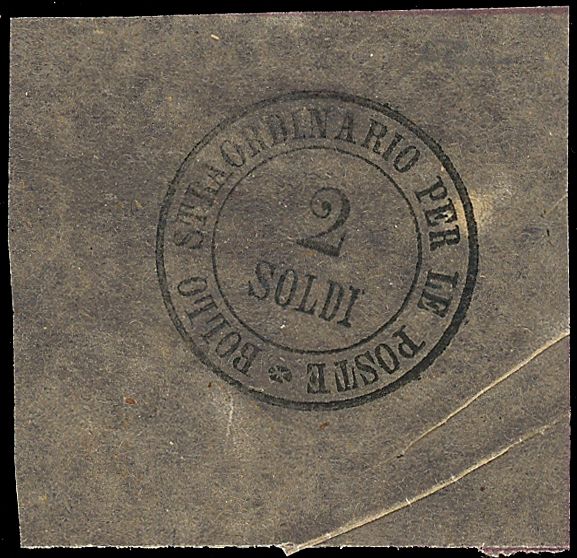 BOLLO STRAORDINARIO PER LE POSTE
2
SOLDI